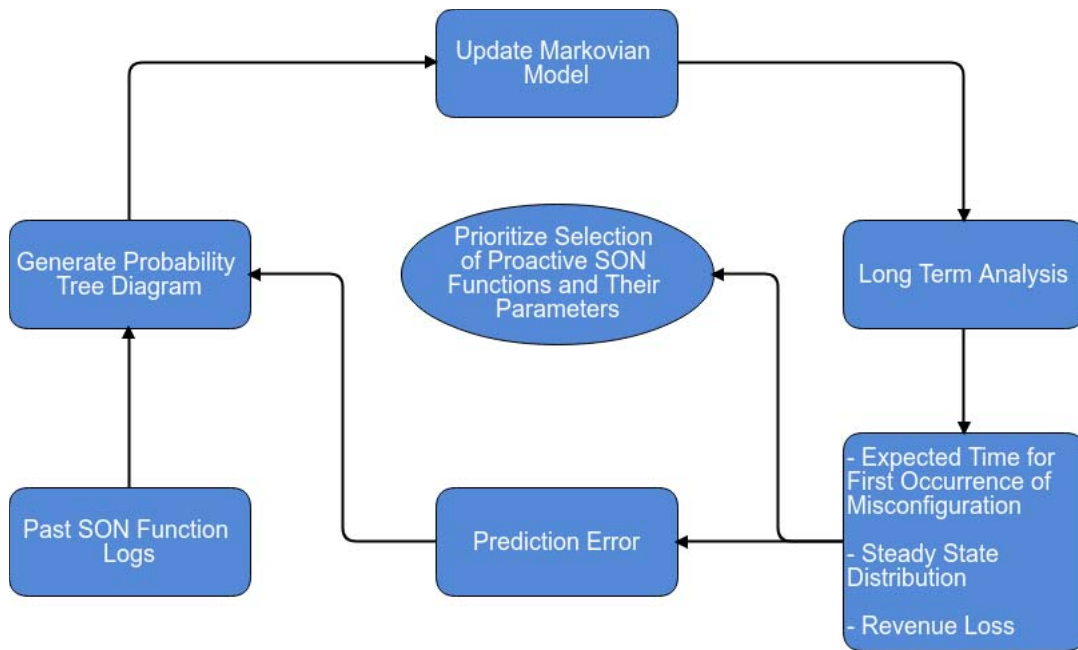 Update Markovian
Model
Generate Probability
Tree Diagram
Prioritize Selection
of Proactive SON
Functions and Their
Parameters
Long Term Analysis
Past SON Function
Logs
Prediction Error
- Expected Time for
First Occurrence of
Misconfiguration
- Steady State
Distribution
- Revenue Loss